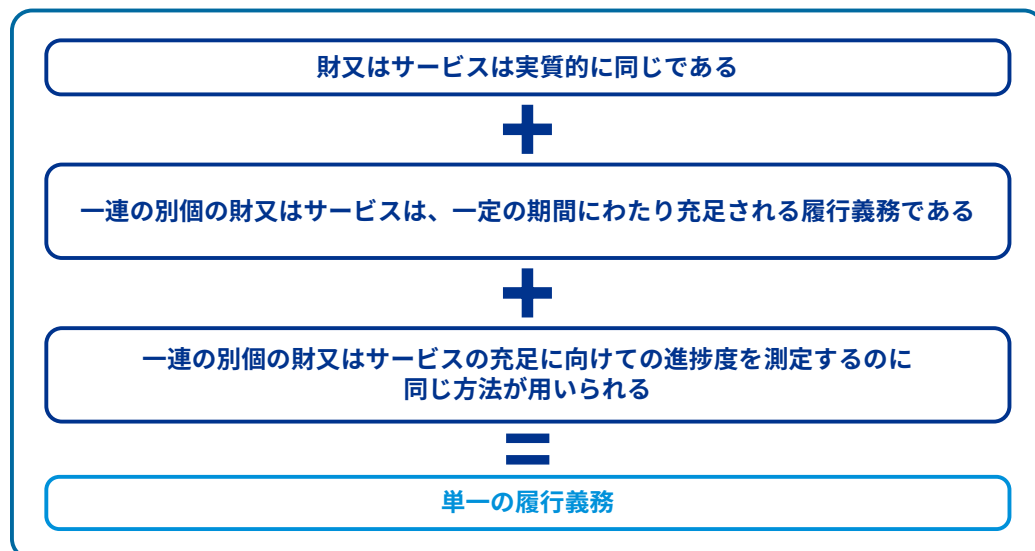 財又はサービスは実質的に同じである
+
一連の別個の財又はサービスは、一定の期間にわたり充足される履行義務である
+
一連の別個の財又はサービスの充足に向けての進捗度を測定するのに
同じ方法が用いられる
=
単一の履行義務